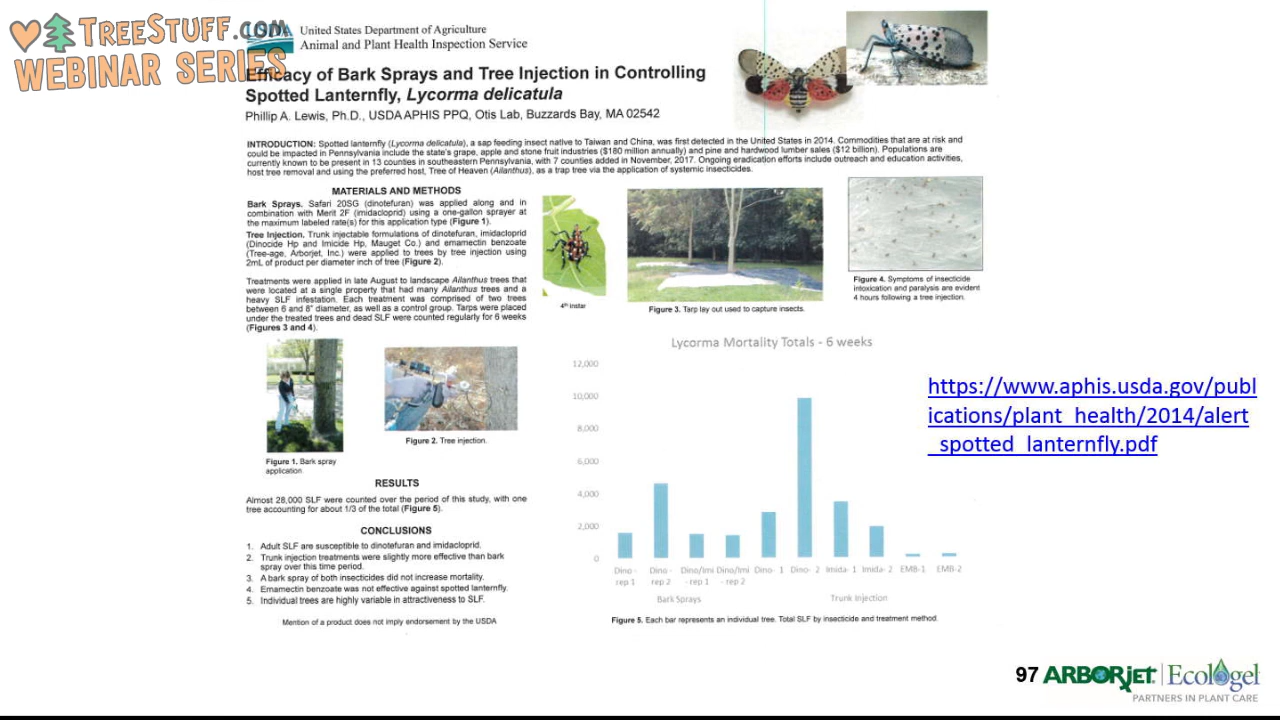 TREESTUFF.COM
WEBINAR SERIES
United States Department of Agriculture
Animal and Plant Health Inspection Service
Efficacy of Bark Sprays and Tree Injection in Controlling
Spotted Lanternfly, Lycorma delicatula
Phillip A. Lewis, Ph.D., USDA APHIS PPQ, Otis Lab, Buzzards Bay, MA 02542
INTRODUCTION: Spotted lanternfly (Lycorma delicatula), a sap feeding insect native to Taiwan and China, was first detected in the United States in 2014. Commodities that are at risk and
could be impacted in Pennsylvania include the state's grape, apple and stone fruit industries ($180 million annually) and pine and hardwood lumber sales ($12 billion). Populations are
currently known to be present in 13 counties in southeastern Pennsylvania, with 7 counties added in November, 2017. Ongoing eradication efforts include outreach and education activities,
host tree removal and using the preferred host, Tree of Heaven (Ailanthus), as a trap tree via the application of systemic insecticides.
MATERIALS AND METHODS
Bark Sprays. Safari 20SG (dinotefuran) was applied along and in
combination with Merit 2F (imidacloprid) using a one-gallon sprayer at
the maximum labeled rate(s) for this application type (Figure 1).
Tree Injection. Trunk injectable formulations of dinotefuran, imidacloprid
(Dinocide Hp and Imicide Hp, Mauget Co.) and emamectin benzoate
(Tree-age, Arborjet, Inc.) were applied to trees by tree injection using
2mL of product per diameter inch of tree (Figure 2).
Treatments were applied in late August to landscape Ailanthus trees that
were located at a single property that had many Ailanthus trees and a
heavy SLF infestation. Each treatment was comprised of two trees
between 6 and 8" diameter, as well as a control group. Tarps were placed
under the treated trees and dead SLF were counted regularly for 6 weeks
(Figures 3 and 4).
4th instar
Figure 3. Tarp lay out used to capture insects.
Figure 4. Symptoms of insecticide
intoxication and paralysis are evident
4 hours following a tree injection.
Figure 1. Bark spray
application
Figure 2. Tree injection.
RESULTS
Almost 28,000 SLF were counted over the period of this study, with one
tree accounting for about 1/3 of the total (Figure 5).
CONCLUSIONS
1. Adult SLF are susceptible to dinotefuran and imidacloprid.
2. Trunk injection treatments were slightly more effective than bark
spray over this time period.
3. A bark spray of both insecticides did not increase mortality.
4. Emamectin benzoate was not effective against spotted lanternfly.
5. Individual trees are highly variable in attractiveness to SLF.
Mention of a product does not imply endorsement by the USDA
Lycorma Mortality Totals - 6 weeks
12,000
10,000
8,000
6,000
4,000
2,000
0
Dino - Dino - Dino/Imi Dino/Imi Dino- 1 Dino- 2 Imida- 1 Imida- 2 EMB-1 EMB-2
rep 1 rep 2 - rep 1 - rep 2
Bark Sprays Trunk Injection
Figure 5. Each bar represents an individual tree. Total SLF by insecticide and treatment method.
https://www.aphis.usda.gov/publ
ications/plant_health/2014/alert
_spotted_lanternfly.pdf
97 ARBORJET Ecologel
PARTNERS IN PLANT CARE